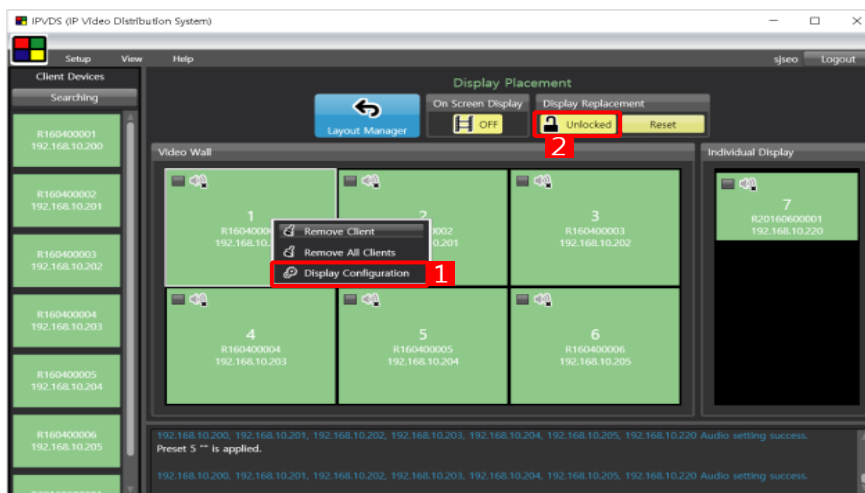 IPVDS (IP Video Distribution System)
Setup View Help
sjseo Logout
Client Devices
Searching
R160400001
192.168.10.200
R160400002
192.168.10.201
R160400003
192.168.10.202
R160400004
192.168.10.203
R160400005
192.168.10.204
R160400006
192.168.10.205
Display Placement
Layout Manager
On Screen Display
OFF
Display Replacement
Unlocked
Reset
2
Video Wall
1
192.168.10.
2
0.201
3
R160400003
192.168.10.202
Remove Client
Remove All Clients
Display Configuration
1
4
R160400004
192.168.10.203
5
R160400005
192.168.10.204
6
R160400006
192.168.10.205
Individual Display
7
R20160600001
192.168.10.220
192.168.10.200, 192.168.10.201, 192.168.10.202, 192.168.10.203, 192.168.10.204, 192.168.10.205, 192.168.10.220 Audio setting success.
Preset 5 "" is applied.
192.168.10.200, 192.168.10.201, 192.168.10.202, 192.168.10.203, 192.168.10.204, 192.168.10.205, 192.168.10.220 Audio setting success.